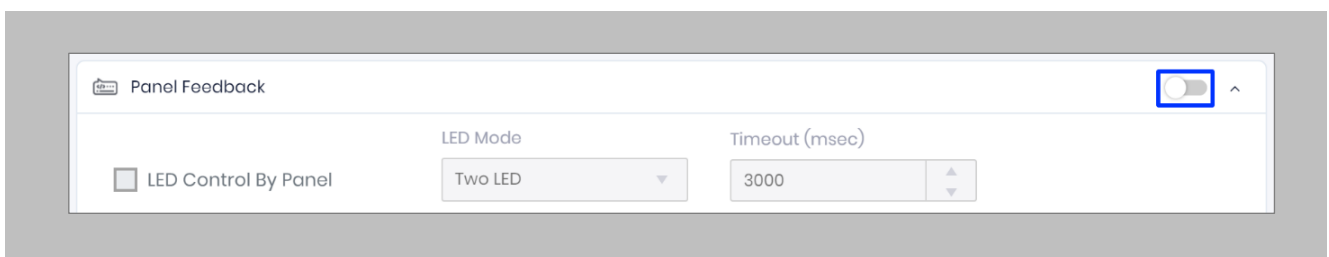 Panel Feedback
LED Mode
Timeout (msec)
LED Control By Panel
Two LED
3000